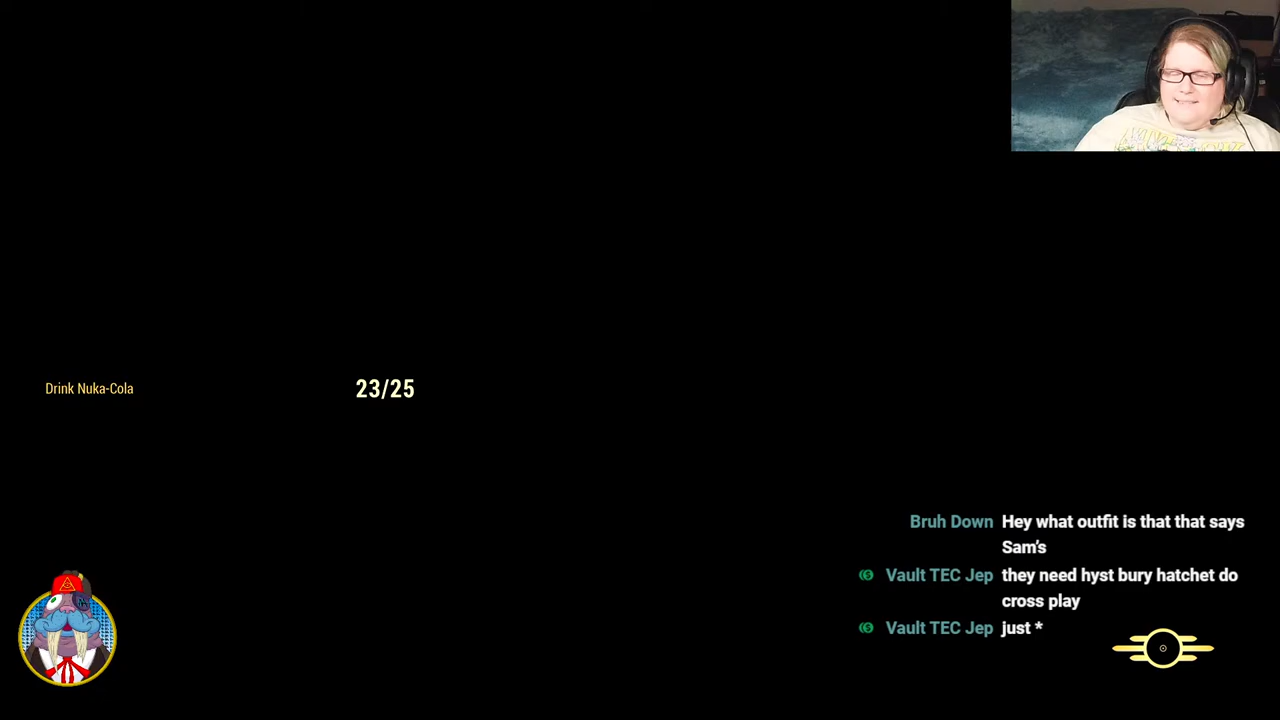 Drink Nuka-Cola 23/25
Bruh Down Hey what outfit is that that says
Sam's
Vault TEC Jep they need hyst bury hatchet do
cross play
Vault TEC Jep just *